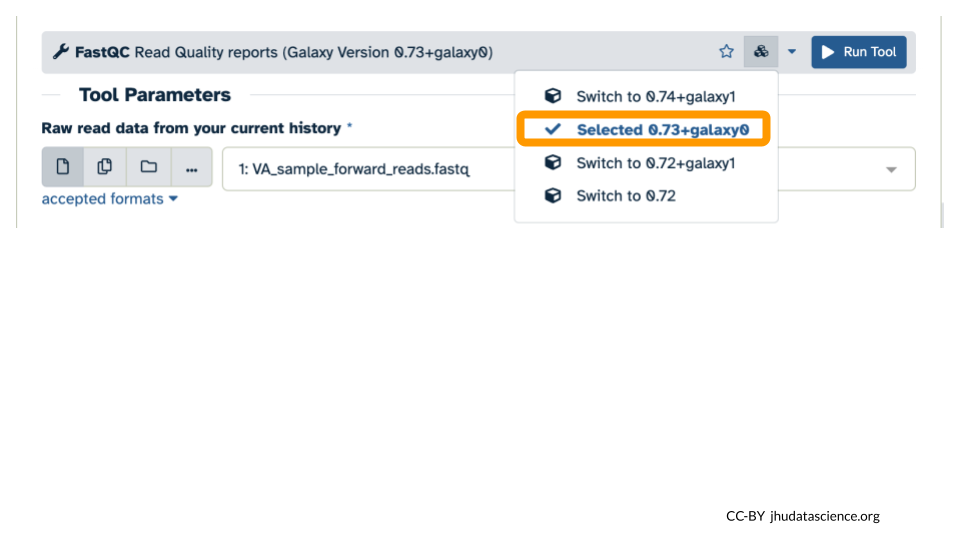 FastQC Read Quality reports (Galaxy Version 0.73+galaxy0)
Run Tool
Tool Parameters
Switch to 0.74+galaxy1
Raw read data from your current history *
Selected 0.73+galaxy0
...
1: VA_sample_forward_reads.fastq
Switch to 0.72+galaxy1
accepted formats
Switch to 0.72
CC-BY jhudatascience.org